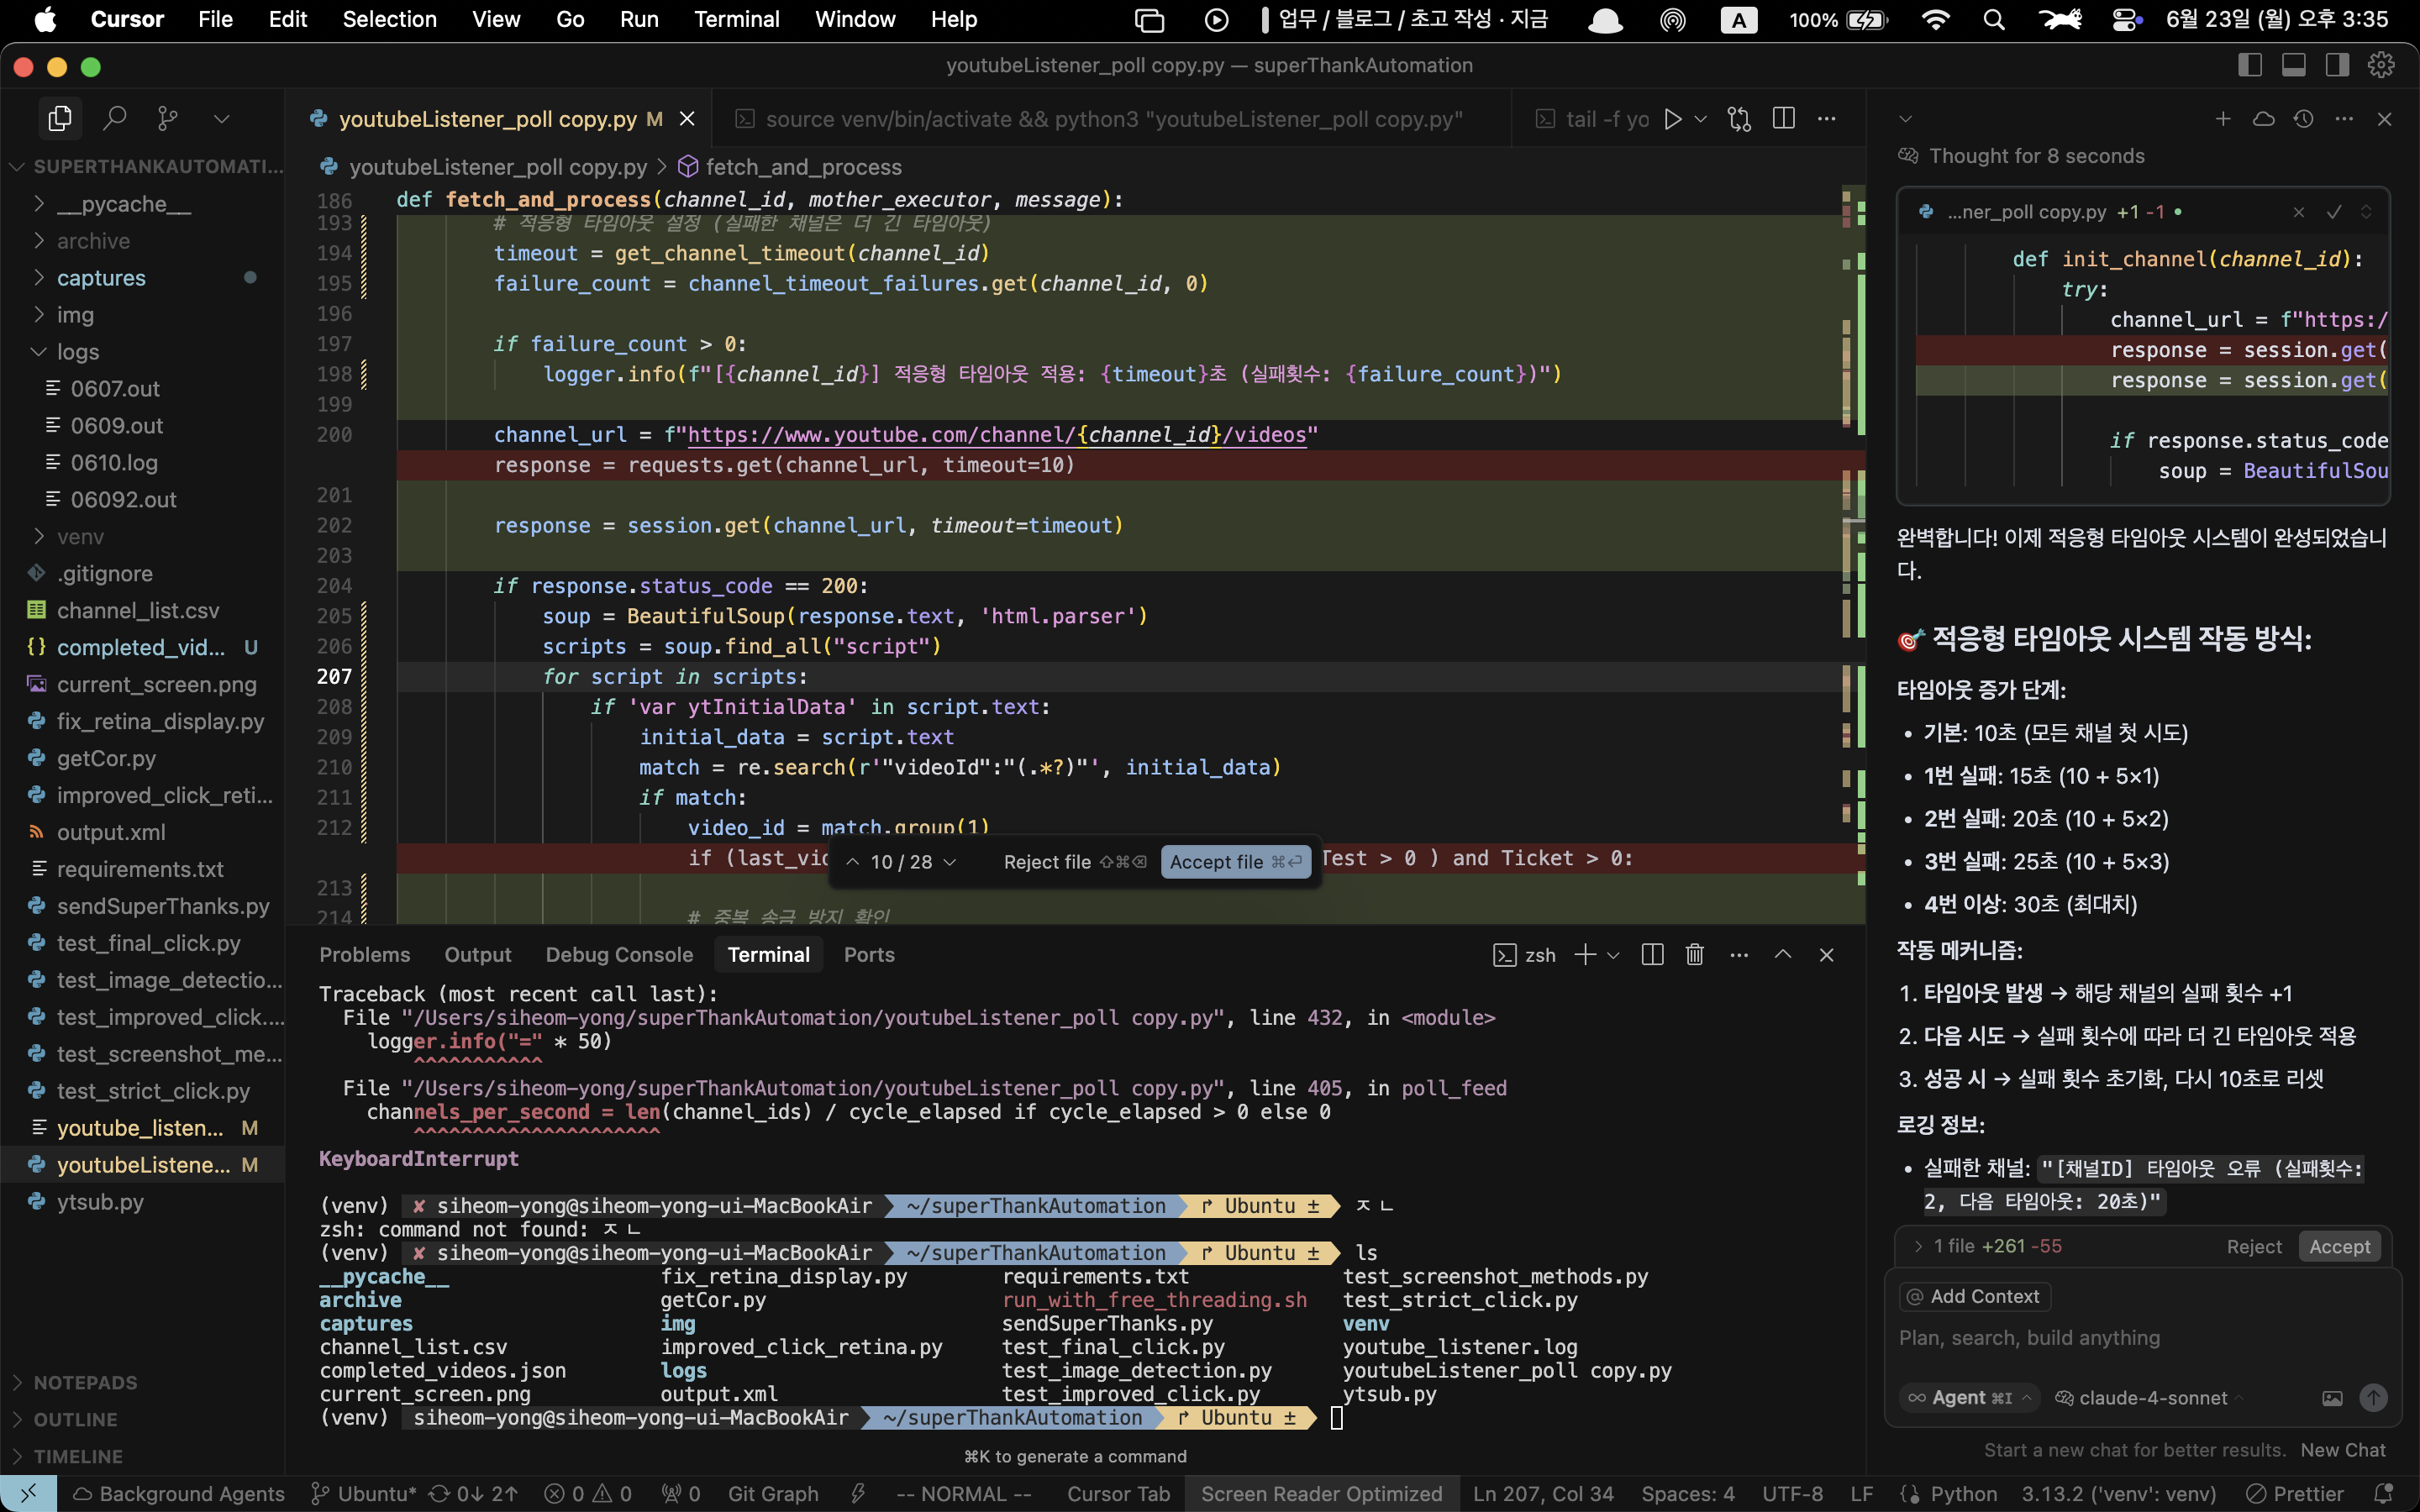 Cursor File Edit Selection View Go Run Terminal Window Help
업무 / 블로그 / 초고 작성 · 지금 A 100% 6월 23일 (월) 오후 3:35
youtubeListener_poll copy.py — superThankAutomation
SUPERTHANKAUTOMATI...
__pycache__
archive
captures
img
logs
0607.out
0609.out
0610.log
06092.out
venv
.gitignore
channel_list.csv
completed_vid... U
current_screen.png
fix_retina_display.py
getCor.py
improved_click_reti...
output.xml
requirements.txt
sendSuperThanks.py
test_final_click.py
test_image_detectio...
test_improved_click....
test_screenshot_me...
test_strict_click.py
youtube_listen... M
youtubeListene... M
ytsub.py
NOTEPADS
OUTLINE
TIMELINE
youtubeListener_poll copy.py M source venv/bin/activate && python3 "youtubeListener_poll copy.py" tail -f yo
youtubeListener_poll copy.py > fetch_and_process
186 def fetch_and_process(channel_id, mother_executor, message):
193 # 적응형 타임아웃 설정 (실패한 채널은 더 긴 타임아웃)
194 timeout = get_channel_timeout(channel_id)
195 failure_count = channel_timeout_failures.get(channel_id, 0)
196
197 if failure_count > 0:
198 logger.info(f"[{channel_id}] 적응형 타임아웃 적용: {timeout}초 (실패횟수: {failure_count})")
199
200 channel_url = f"https://www.youtube.com/channel/{channel_id}/videos"
response = requests.get(channel_url, timeout=10)
201
202 response = session.get(channel_url, timeout=timeout)
203
204 if response.status_code == 200:
205 soup = BeautifulSoup(response.text, 'html.parser')
206 scripts = soup.find_all("script")
207 for script in scripts:
208 if 'var ytInitialData' in script.text:
209 initial_data = script.text
210 match = re.search(r'"videoId":"(.*?)"', initial_data)
211 if match:
212 video_id = match.group(1)
if (last_vid Test > 0 ) and Ticket > 0:
10 / 28 Reject file ⇧⌘⌫ Accept file ⌘⏎
213
214 # 중복 송금 방지 확인
Problems Output Debug Console Terminal Ports zsh
Traceback (most recent call last):
File "/Users/siheom-yong/superThankAutomation/youtubeListener_poll copy.py", line 432, in <module>
logger.info("=" * 50)
^^^^^^^^^^^
File "/Users/siheom-yong/superThankAutomation/youtubeListener_poll copy.py", line 405, in poll_feed
channels_per_second = len(channel_ids) / cycle_elapsed if cycle_elapsed > 0 else 0
^^^^^^^^^^^^^^^^^^^^^
KeyboardInterrupt
(venv) ✘ siheom-yong@siheom-yong-ui-MacBookAir ~/superThankAutomation Ubuntu ± ㅈㄴ
zsh: command not found: ㅈㄴ
(venv) ✘ siheom-yong@siheom-yong-ui-MacBookAir ~/superThankAutomation Ubuntu ± ls
__pycache__ fix_retina_display.py requirements.txt test_screenshot_methods.py
archive getCor.py run_with_free_threading.sh test_strict_click.py
captures img sendSuperThanks.py venv
channel_list.csv improved_click_retina.py test_final_click.py youtube_listener.log
completed_videos.json logs test_image_detection.py youtubeListener_poll copy.py
current_screen.png output.xml test_improved_click.py ytsub.py
(venv) siheom-yong@siheom-yong-ui-MacBookAir ~/superThankAutomation Ubuntu ±
⌘K to generate a command
Thought for 8 seconds
...ner_poll copy.py +1 -1
def init_channel(channel_id):
try:
channel_url = f"https:/
response = session.get(
response = session.get(
if response.status_code
soup = BeautifulSou
완벽합니다! 이제 적응형 타임아웃 시스템이 완성되었습니
다.
🎯 적응형 타임아웃 시스템 작동 방식:
타임아웃 증가 단계:
• 기본: 10초 (모든 채널 첫 시도)
• 1번 실패: 15초 (10 + 5×1)
• 2번 실패: 20초 (10 + 5×2)
• 3번 실패: 25초 (10 + 5×3)
• 4번 이상: 30초 (최대치)
작동 메커니즘:
1. 타임아웃 발생 → 해당 채널의 실패 횟수 +1
2. 다음 시도 → 실패 횟수에 따라 더 긴 타임아웃 적용
3. 성공 시 → 실패 횟수 초기화, 다시 10초로 리셋
로깅 정보:
• 실패한 채널: "[채널ID] 타임아웃 오류 (실패횟수:
2, 다음 타임아웃: 20초)"
1 file +261 -55 Reject Accept
@ Add Context
Plan, search, build anything
∞ Agent ⌘I claude-4-sonnet
Start a new chat for better results. New Chat
Background Agents Ubuntu* 0↓ 2↑ 0 0 0 Git Graph -- NORMAL -- Cursor Tab Screen Reader Optimized Ln 207, Col 34 Spaces: 4 UTF-8 LF Python 3.13.2 ('venv': venv) Prettier